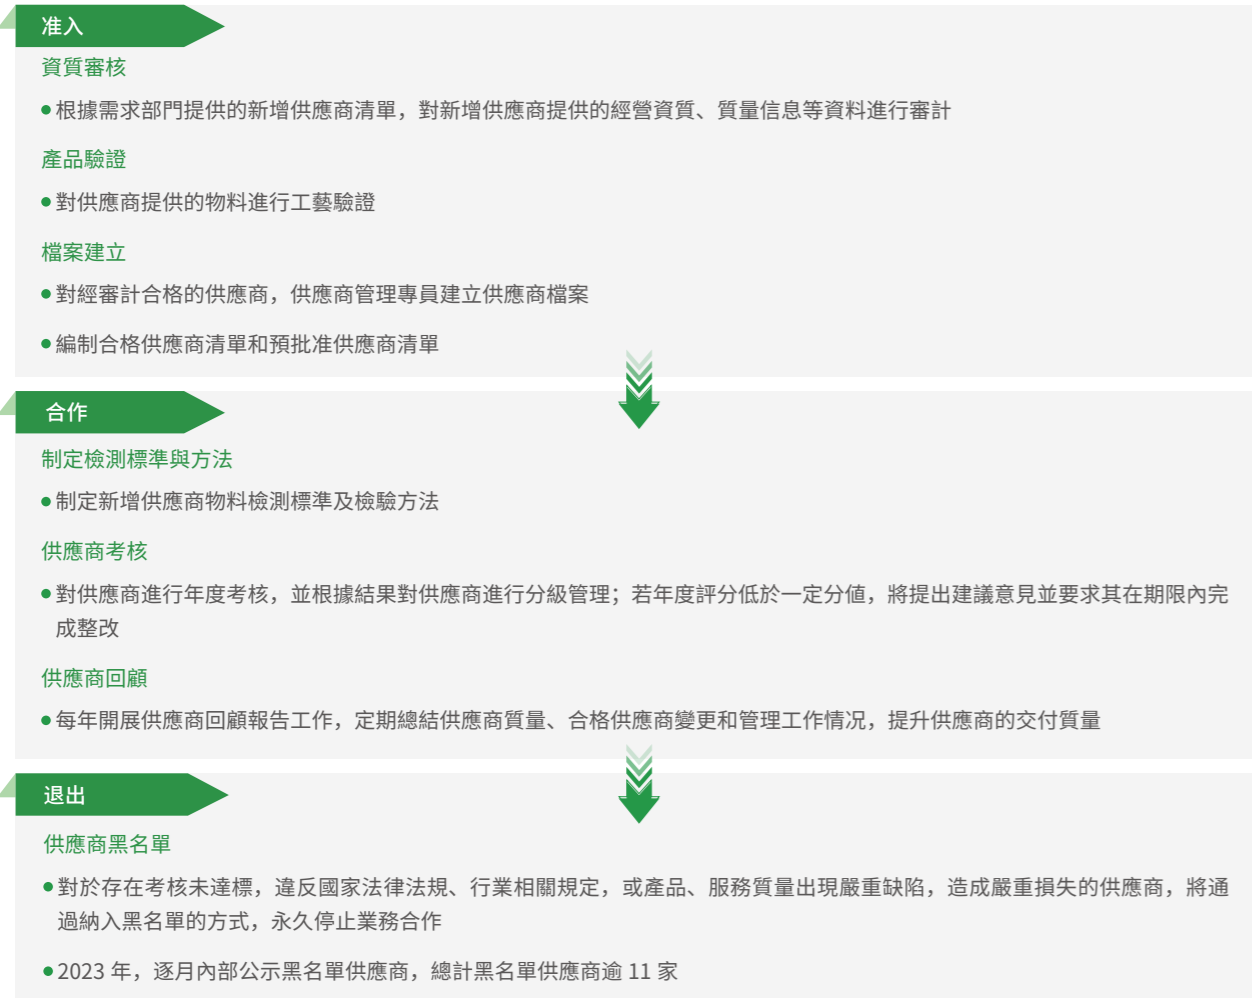 准入
資質審核
●根據需求部門提供的新增供應商清單，對新增供應商提供的經營資質、質量信息等資料進行審計
產品驗證
●對供應商提供的物料進行工藝驗證
檔案建立
●對經審計合格的供應商，供應商管理專員建立供應商檔案
●編制合格供應商清單和預批准供應商清單
合作
制定檢測標準與方法
●制定新增供應商物料檢測標準及檢驗方法
供應商考核
●對供應商進行年度考核，並根據結果對供應商進行分級管理；若年度評分低於一定分值，將提出建議意見並要求其在期限內完
成整改
供應商回顧
●每年開展供應商回顧報告工作，定期總結供應商質量、合格供應商變更和管理工作情況，提升供應商的交付質量
退出
供應商黑名單
●對於存在考核未達標，違反國家法律法規、行業相關規定，或產品、服務質量出現嚴重缺陷，造成嚴重損失的供應商，將通
過納入黑名單的方式，永久停止業務合作
●2023 年，逐月內部公示黑名單供應商，總計黑名單供應商逾 11 家